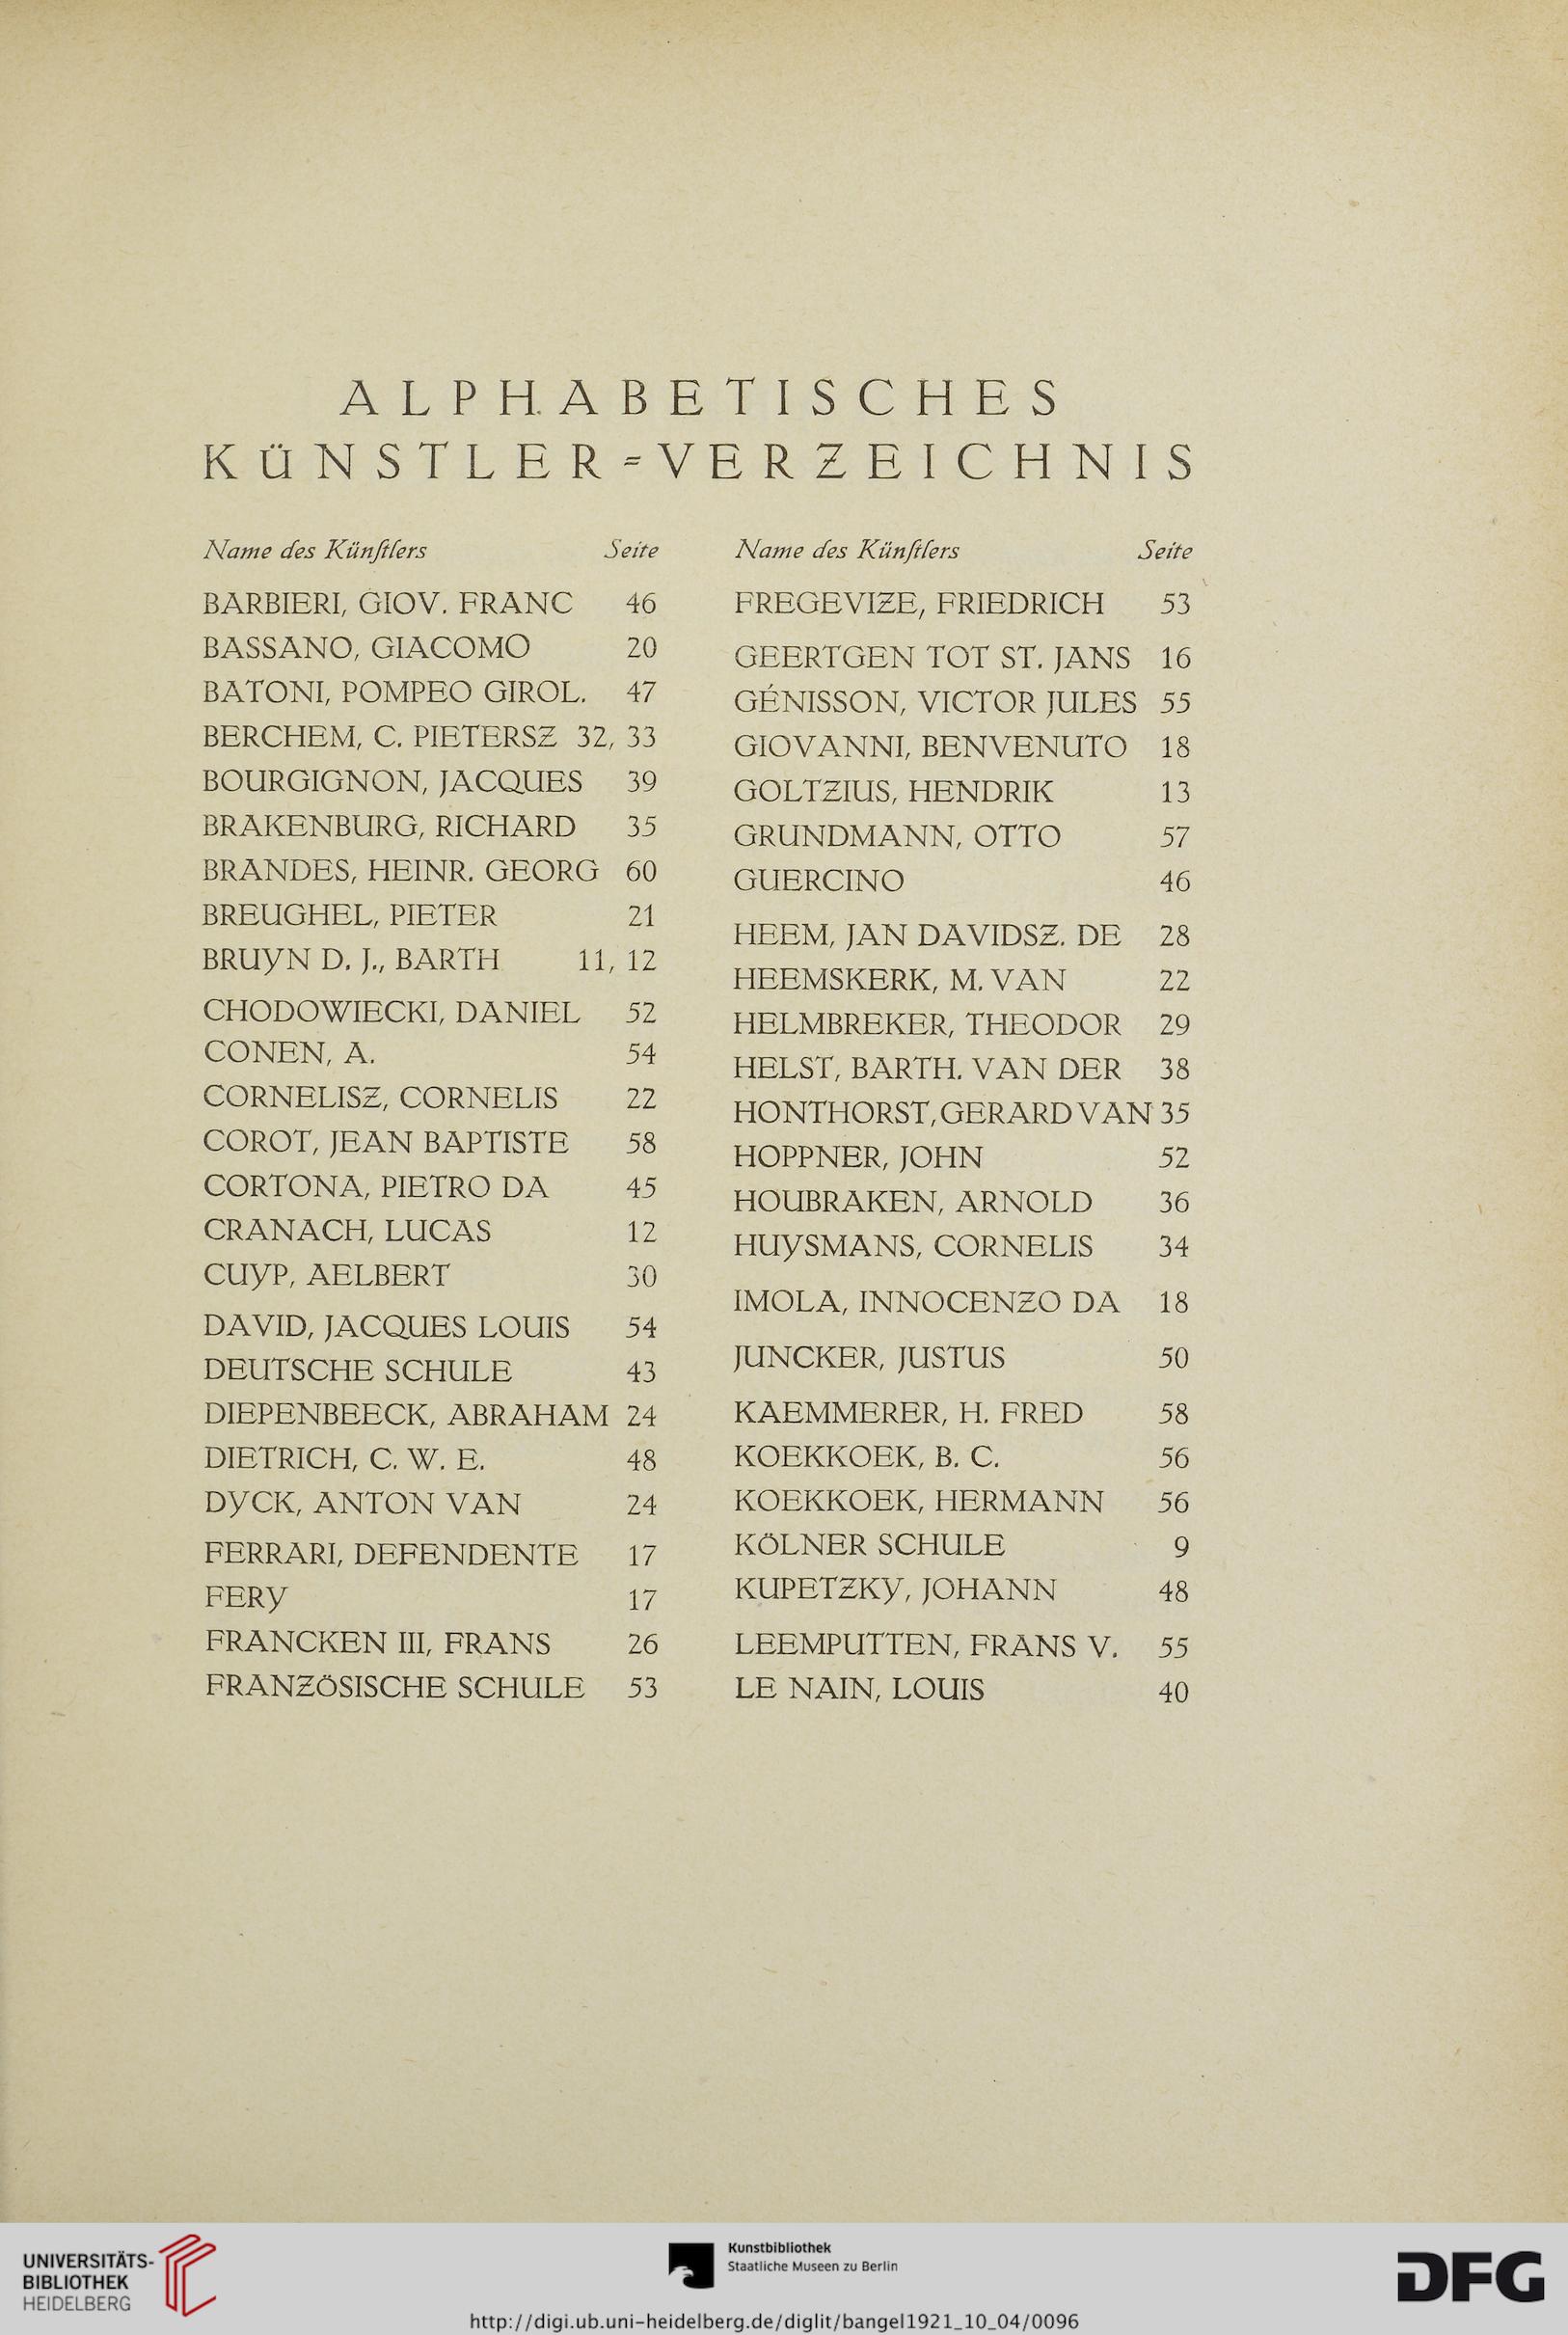 ALPHABETISCHES
KÜNSTLER=VERZEICHNIS
Name des Künſtlers Seite
BARBIERI, GIOV. FRANC 46
BASSANO, GIACOMO 20
BATONI, POMPEO GIROL. 47
BERCHEM, C. PIETERSZ 32, 33
BOURGIGNON, JACQUES 39
BRAKENBURG, RICHARD 35
BRANDES, HEINR. GEORG 60
BREUGHEL, PIETER 21
BRUYN D. J., BARTH 11, 12
CHODOWIECKI, DANIEL 52
CONEN, A. 54
CORNELISZ, CORNELIS 22
COROT, JEAN BAPTISTE 58
CORTONA, PIETRO DA 45
CRANACH, LUCAS 12
CUYP, AELBERT 30
DAVID, JACQUES LOUIS 54
DEUTSCHE SCHULE 43
DIEPENBEECK, ABRAHAM 24
DIETRICH, C. W. E. 48
DYCK, ANTON VAN 24
FERRARI, DEFENDENTE 17
FERY 17
FRANCKEN III, FRANS 26
FRANZÖSISCHE SCHULE 53
Name des Künſtlers Seite
FREGEVIZE, FRIEDRICH 53
GEERTGEN TOT ST. JANS 16
GÉNISSON, VICTOR JULES 55
GIOVANNI, BENVENUTO 18
GOLTZIUS, HENDRIK 13
GRUNDMANN, OTTO 57
GUERCINO 46
HEEM, JAN DAVIDSZ. DE 28
HEEMSKERK, M. VAN 22
HELMBREKER, THEODOR 29
HELST, BARTH. VAN DER 38
HONTHORST, GERARD VAN 35
HOPPNER, JOHN 52
HOUBRAKEN, ARNOLD 36
HUYSMANS, CORNELIS 34
IMOLA, INNOCENZO DA 18
JUNCKER, JUSTUS 50
KAEMMERER, H. FRED 58
KOEKKOEK, B. C. 56
KOEKKOEK, HERMANN 56
KÖLNER SCHULE 9
KUPETZKY, JOHANN 48
LEEMPUTTEN, FRANS V. 55
LE NAIN, LOUIS 40
UNIVERSITÄTS-
BIBLIOTHEK
HEIDELBERG
Kunstbibliothek
Staatliche Museen zu Berlin
http://digi.ub.uni-heidelberg.de/diglit/bangel1921_10_04/0096
DFG